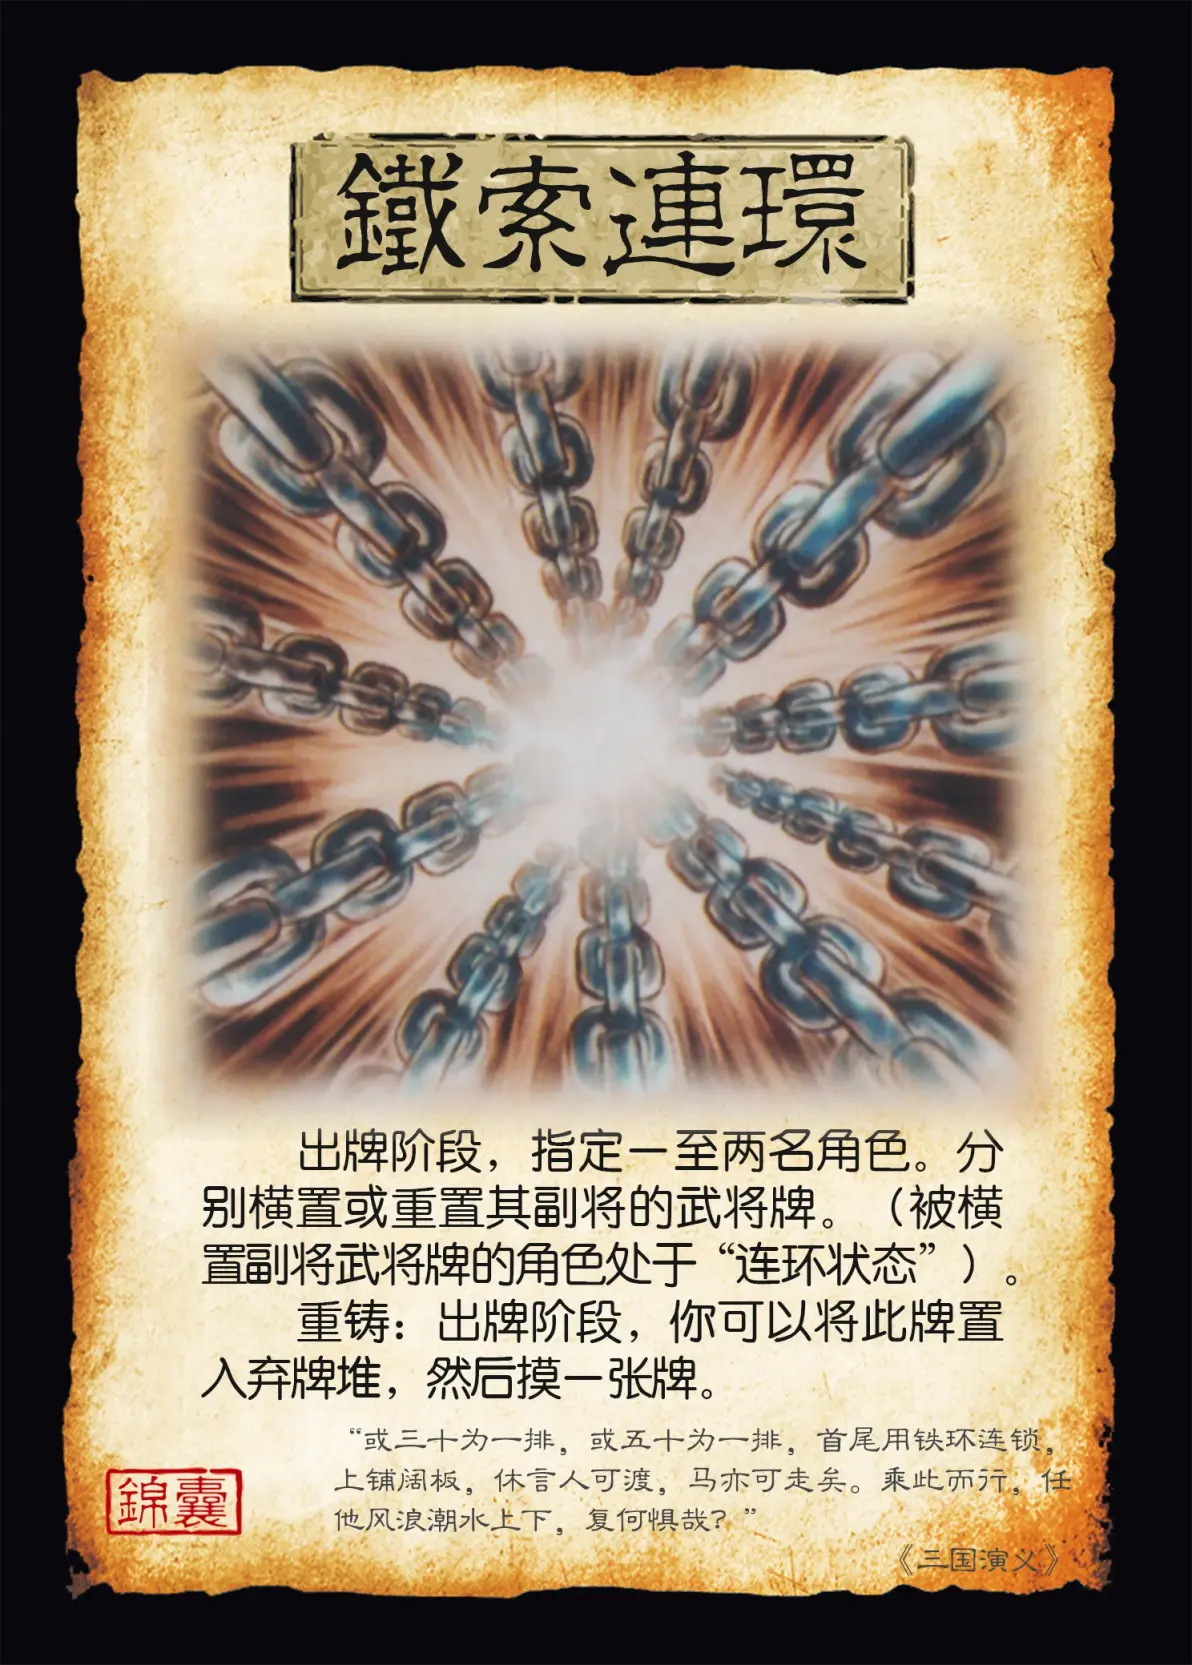 鐵索連環
出牌阶段，指定一至两名角色。分
别横置或重置其副将的武将牌。（被横
置副将武将牌的角色处于“连环状态”）。
重铸：出牌阶段，你可以将此牌置
入弃牌堆，然后摸一张牌。
“或三十为一排，或五十为一排，首尾用铁环连锁，
上铺阔板，休言人可渡，马亦可走矣。乘此而行，任
他风浪潮水上下，复何惧哉？”
《三国演义》
錦囊